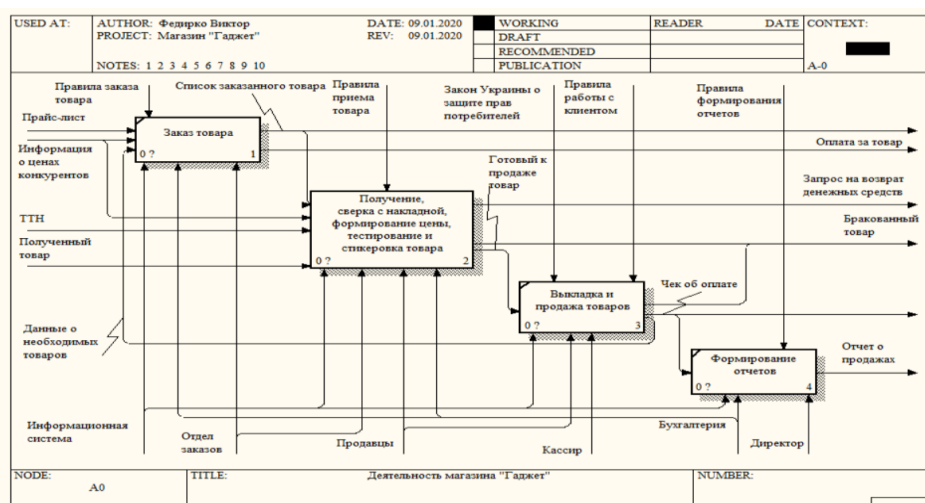 USED AT:
AUTHOR: Федирко Виктор
DATE: 09.01.2020
WORKING
READER
DATE
CONTEXT:
PROJECT: Магазин "Гаджет"
REV: 09.01.2020
DRAFT
RECOMMENDED
NOTES: 1 2 3 4 5 6 7 8 9 10
PUBLICATION
A-0
Правила заказа
товара
Список заказанного товара
Правила
приема
товара
Закон Украины о
защите прав
потребителей
Правила
работы с
клиентом
Правила
формирования
отчетов
Прайс-лист
Заказ товара
0 ?
1
Оплата за товар
Информация
о ценах
конкурентов
Готовый к
продаже
товар
Запрос на возврат
денежных средств
Получение,
сверка с накладной,
формирование цены,
тестирование и
стикеровка товара
0 ?
2
ТТН
Бракованный
товар
Полученный
товар
Выкладка и
продажа товаров
0 ?
3
Чек об оплате
Данные о
необходимых
товаров
Формирование
отчетов
0 ?
4
Отчет о
продажах
Информационная
система
Отдел
заказов
Продавцы
Кассир
Бухгалтерия
Директор
NODE:
A0
TITLE:
Деятельность магазина "Гаджет"
NUMBER: